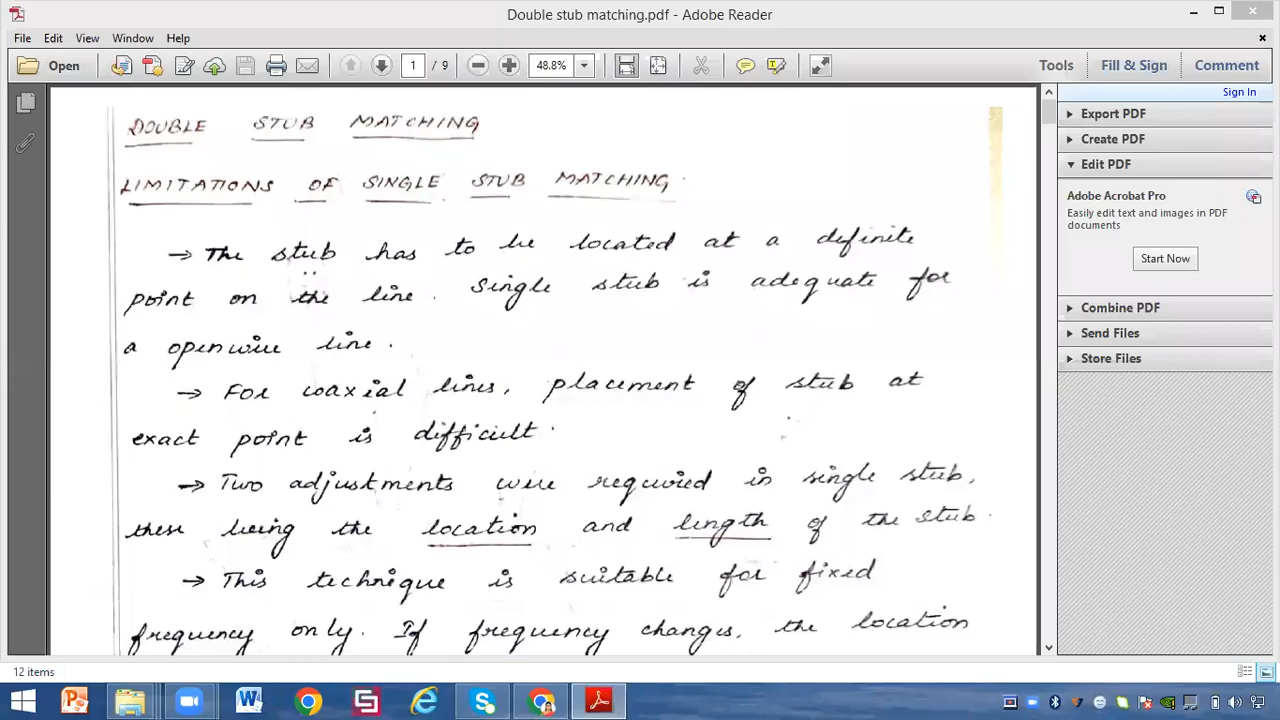 Double stub matching.pdf - Adobe Reader
File Edit View Window Help
Open 1 / 9 48.8% Tools Fill & Sign Comment
Sign In
Export PDF
Create PDF
Edit PDF
Adobe Acrobat Pro
Easily edit text and images in PDF
documents
Start Now
Combine PDF
Send Files
Store Files
DOUBLE STUB MATCHING
LIMITATIONS OF SINGLE STUB MATCHING
→ The stub has to be located at a definite
point on the line. Single stub is adequate for
a openwire line.
→ For coaxial lines, placement of stub at
exact point is difficult.
→ Two adjustments were required in single stub,
these being the location and length of the stub.
→ This technique is suitable for fixed
frequency only. If frequency changes, the location
12 items